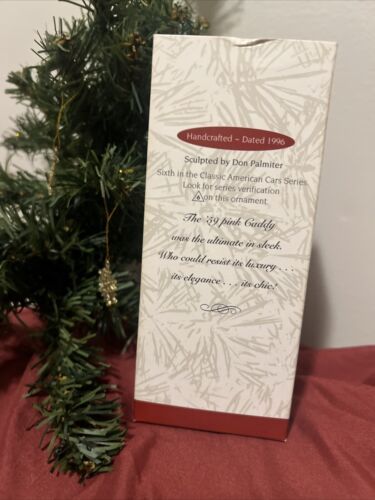 Handcrafted – Dated 1996
Sculpted by Don Palmiter
Sixth in the Classic American Cars Series
Look for series verification
6 on this ornament
The '59 pink Caddy
was the ultimate in sleek.
Who could resist its luxury . . . .
its elegance . . . its chic!